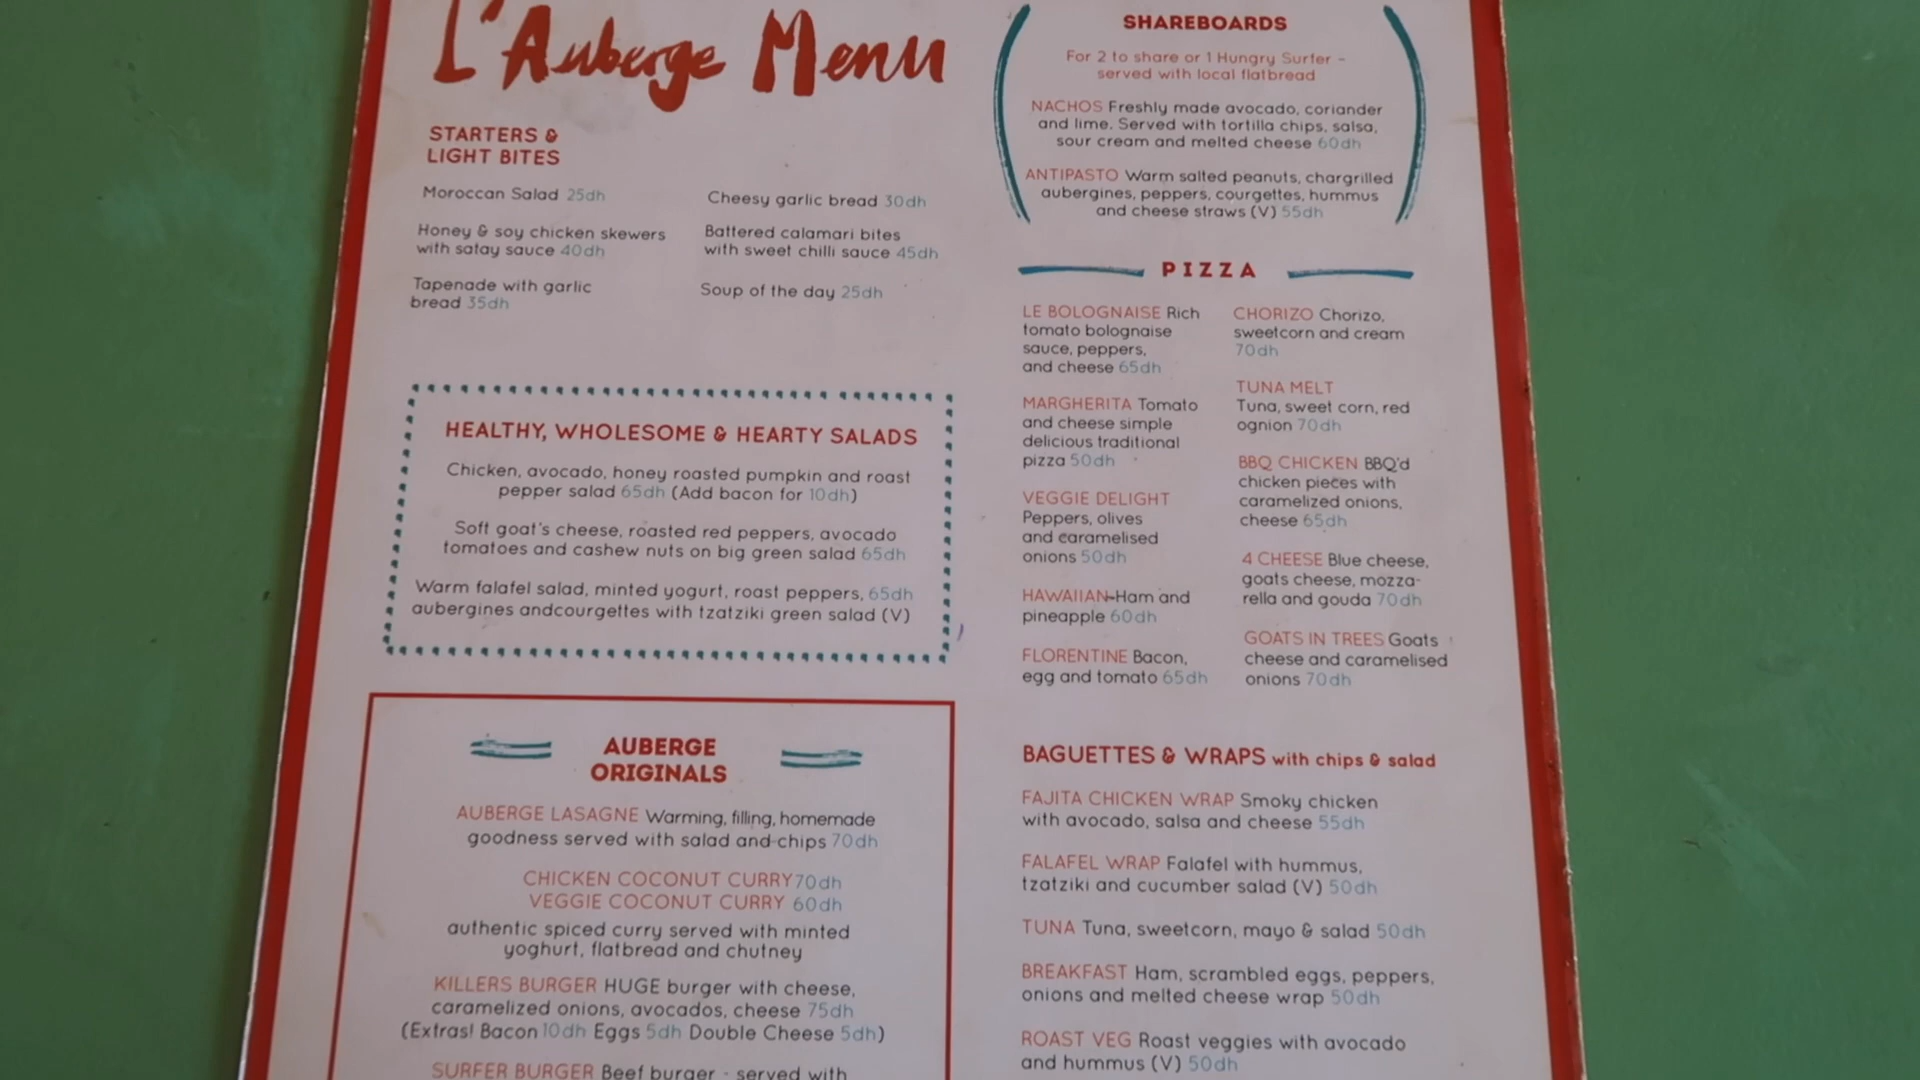 L'Auberge Menu
STARTERS &
LIGHT BITES
Moroccan Salad 25dh
Honey & soy chicken skewers
with satay sauce 40dh
Tapenade with garlic
bread 35dh
Cheesy garlic bread 30dh
Battered calamari bites
with sweet chilli sauce 45dh
Soup of the day 25dh
HEALTHY, WHOLESOME & HEARTY SALADS
Chicken, avocado, honey roasted pumpkin and roast
pepper salad 65dh (Add bacon for 10dh)
Soft goat's cheese, roasted red peppers, avocado
tomatoes and cashew nuts on big green salad 65dh
Warm falafel salad, minted yogurt, roast peppers, 65dh
aubergines andcourgettes with tzatziki green salad (V)
AUBERGE
ORIGINALS
AUBERGE LASAGNE Warming, filling, homemade
goodness served with salad and chips 70dh
CHICKEN COCONUT CURRY 70dh
VEGGIE COCONUT CURRY 60dh
authentic spiced curry served with minted
yoghurt, flatbread and chutney
KILLERS BURGER HUGE burger with cheese,
caramelized onions, avocados, cheese 75dh
(Extras! Bacon 10dh Eggs 5dh Double Cheese 5dh)
SURFER BURGER Beef burger - served with
SHAREBOARDS
For 2 to share or 1 Hungry Surfer -
served with local flatbread
NACHOS Freshly made avocado, coriander
and lime. Served with tortilla chips, salsa,
sour cream and melted cheese 60dh
ANTIPASTO Warm salted peanuts, chargrilled
aubergines, peppers, courgettes, hummus
and cheese straws (V) 55dh
PIZZA
LE BOLOGNAISE Rich
tomato bolognaise
sauce, peppers,
and cheese 65dh
MARGHERITA Tomato
and cheese simple
delicious traditional
pizza 50dh
VEGGIE DELIGHT
Peppers, olives
and caramelised
onions 50dh
HAWAIIAN-Ham and
pineapple 60dh
FLORENTINE Bacon,
egg and tomato 65dh
CHORIZO Chorizo,
sweetcorn and cream
70dh
TUNA MELT
Tuna, sweet corn, red
ognion 70dh
BBQ CHICKEN BBQ'd
chicken pieces with
caramelized onions,
cheese 65dh
4 CHEESE Blue cheese,
goats cheese, mozza-
rella and gouda 70dh
GOATS IN TREES Goats
cheese and caramelised
onions 70dh
BAGUETTES & WRAPS with chips & salad
FAJITA CHICKEN WRAP Smoky chicken
with avocado, salsa and cheese 55dh
FALAFEL WRAP Falafel with hummus,
tzatziki and cucumber salad (V) 50dh
TUNA Tuna, sweetcorn, mayo & salad 50dh
BREAKFAST Ham, scrambled eggs, peppers,
onions and melted cheese wrap 50dh
ROAST VEG Roast veggies with avocado
and hummus (V) 50dh